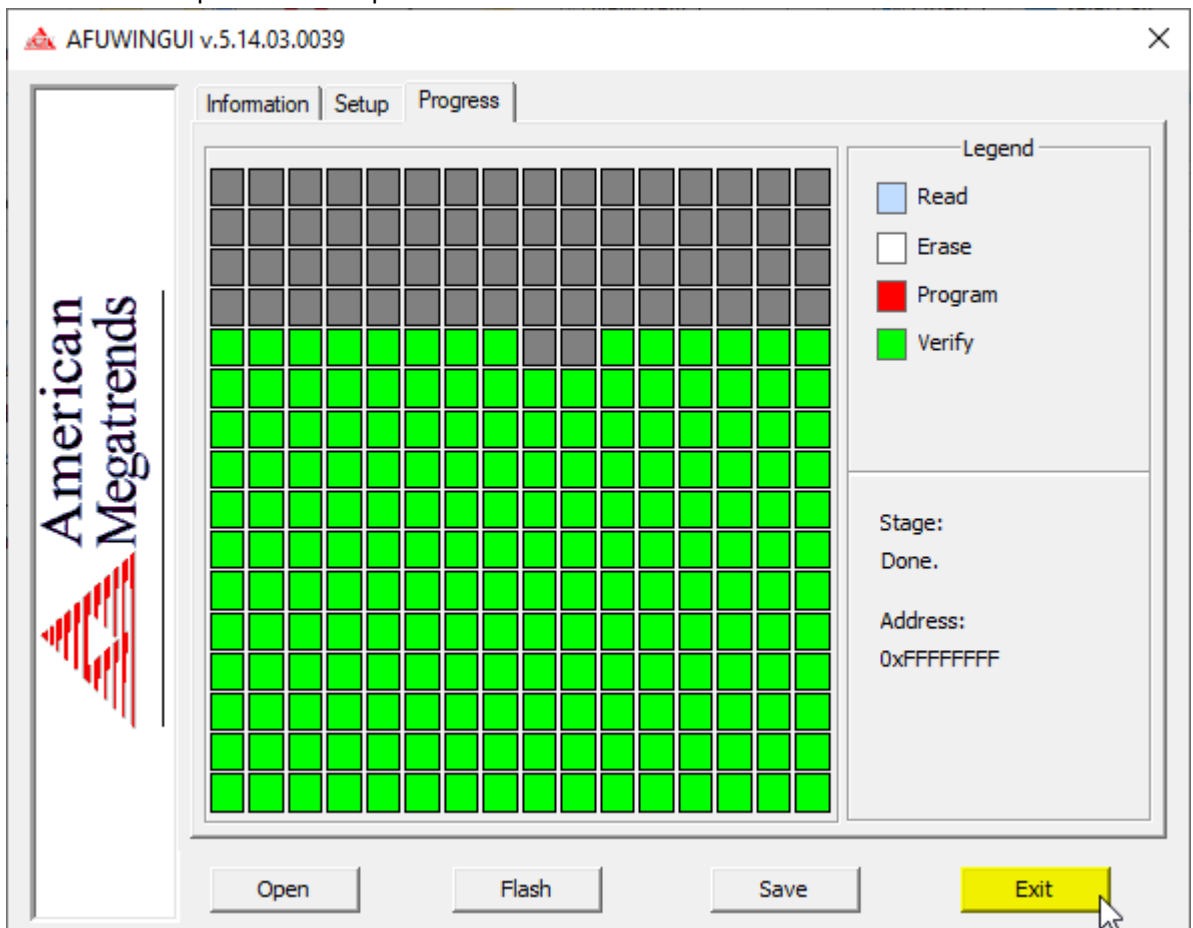 AFUWINGUI v.5.14.03.0039
Information Setup Progress
American
Megatrends
Legend
Read
Erase
Program
Verify
Stage:
Done.
Address:
0xFFFFFFFF
Open Flash Save Exit